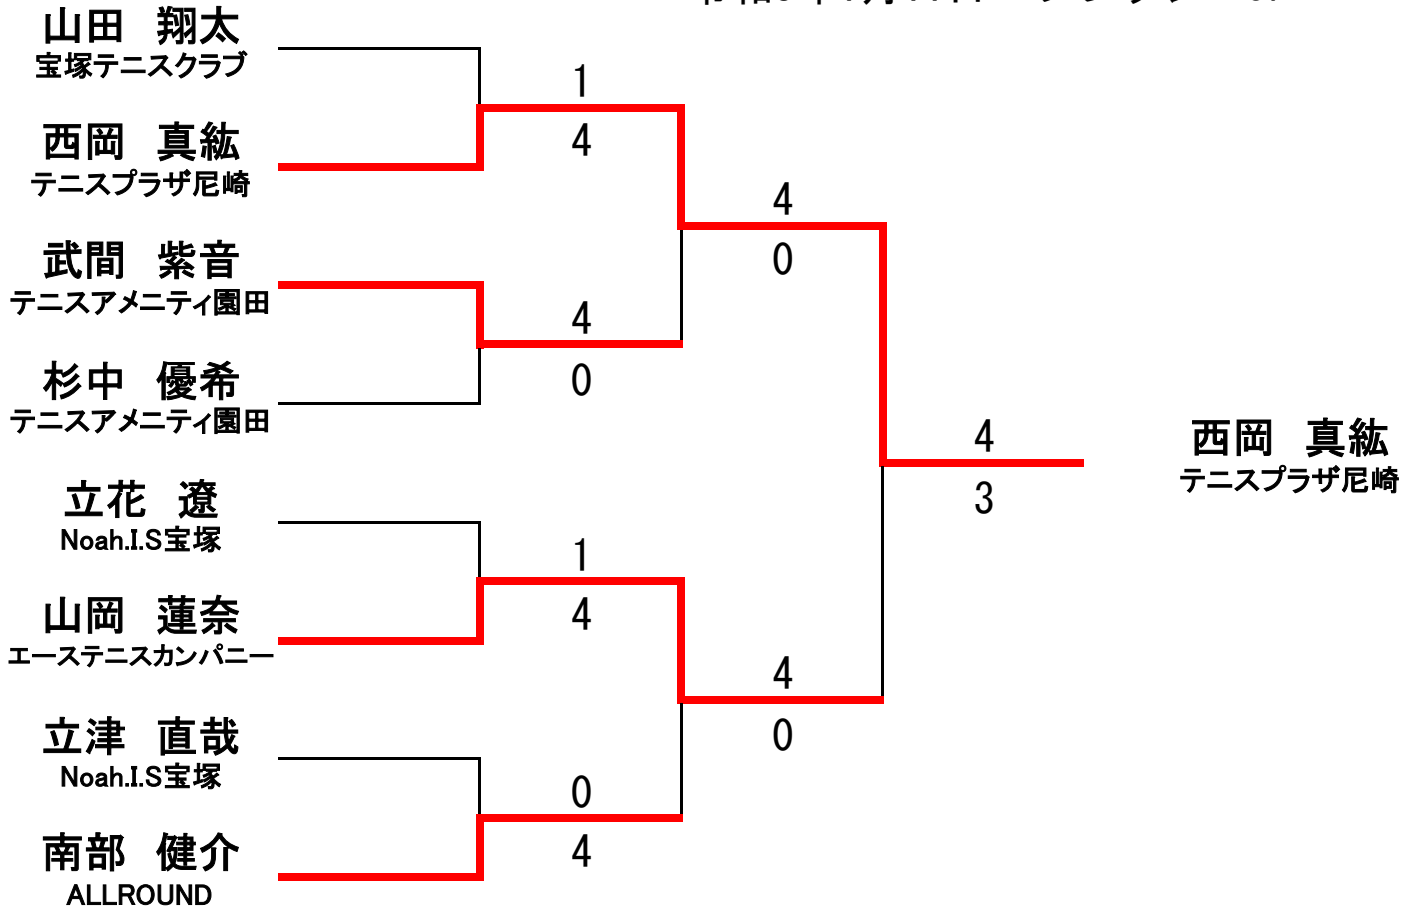 山田 翔太
宝塚テニスクラブ
1
西岡 真紘
テニスプラザ尼崎
4
4
0
武間 紫音
テニスアメニティ園田
4
0
杉中 優希
テニスアメニティ園田
4
3
西岡 真紘
テニスプラザ尼崎
立花 遼
Noah.I.S宝塚
1
4
山岡 蓮奈
エーステニスカンパニー
4
0
立津 直哉
Noah.I.S宝塚
0
4
南部 健介
ALLROUND